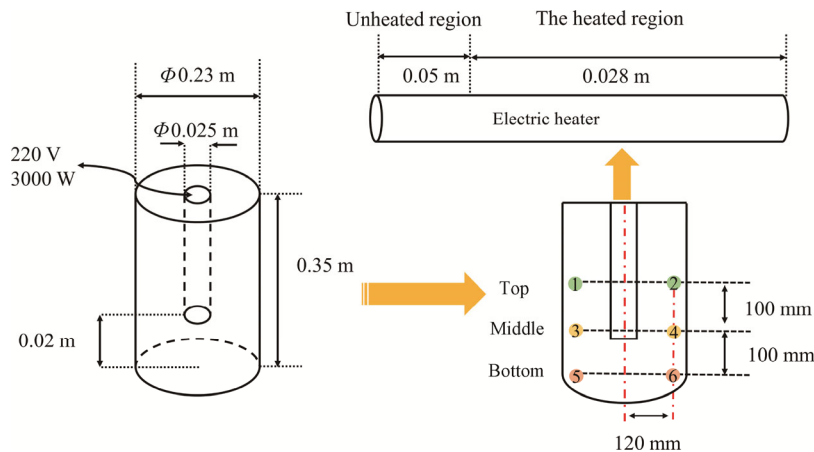 Unheated region
The heated region
0.05 m
0.028 m
Electric heater
Φ0.23 m
Φ0.025 m
220 V
3000 W
0.35 m
0.02 m
Top
1
2
100 mm
Middle
3
4
100 mm
Bottom
5
6
120 mm